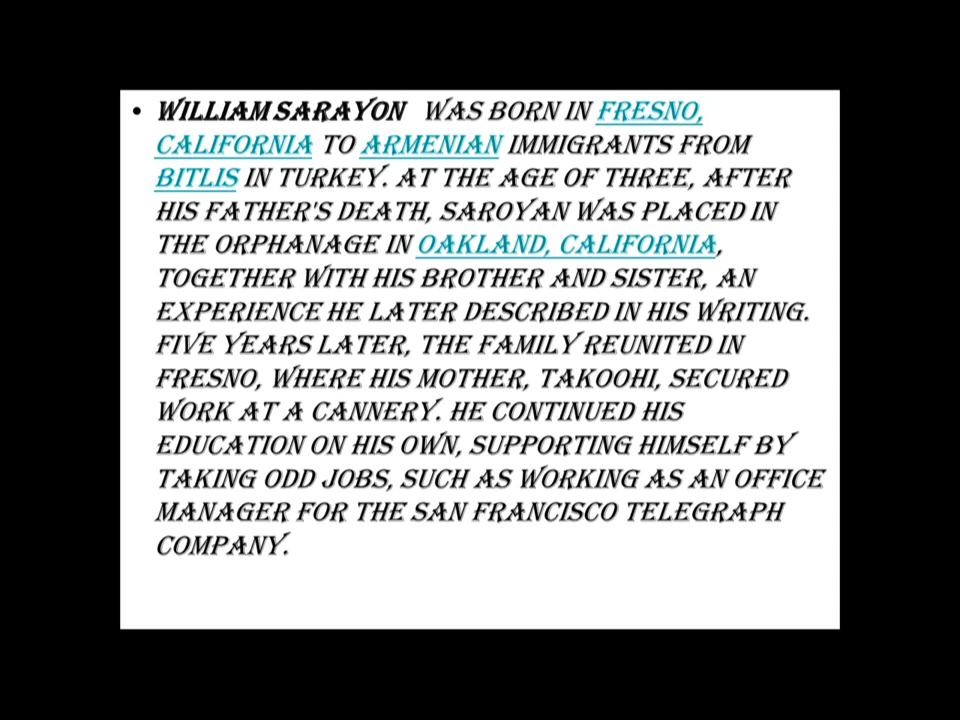 • WILLIAM SARAYON WAS BORN IN FRESNO,
CALIFORNIA TO ARMENIAN IMMIGRANTS FROM
BITLIS IN TURKEY. AT THE AGE OF THREE, AFTER
HIS FATHER'S DEATH, SAROYAN WAS PLACED IN
THE ORPHANAGE IN OAKLAND, CALIFORNIA,
TOGETHER WITH HIS BROTHER AND SISTER, AN
EXPERIENCE HE LATER DESCRIBED IN HIS WRITING.
FIVE YEARS LATER, THE FAMILY REUNITED IN
FRESNO, WHERE HIS MOTHER, TAKOOHI, SECURED
WORK AT A CANNERY. HE CONTINUED HIS
EDUCATION ON HIS OWN, SUPPORTING HIMSELF BY
TAKING ODD JOBS, SUCH AS WORKING AS AN OFFICE
MANAGER FOR THE SAN FRANCISCO TELEGRAPH
COMPANY.